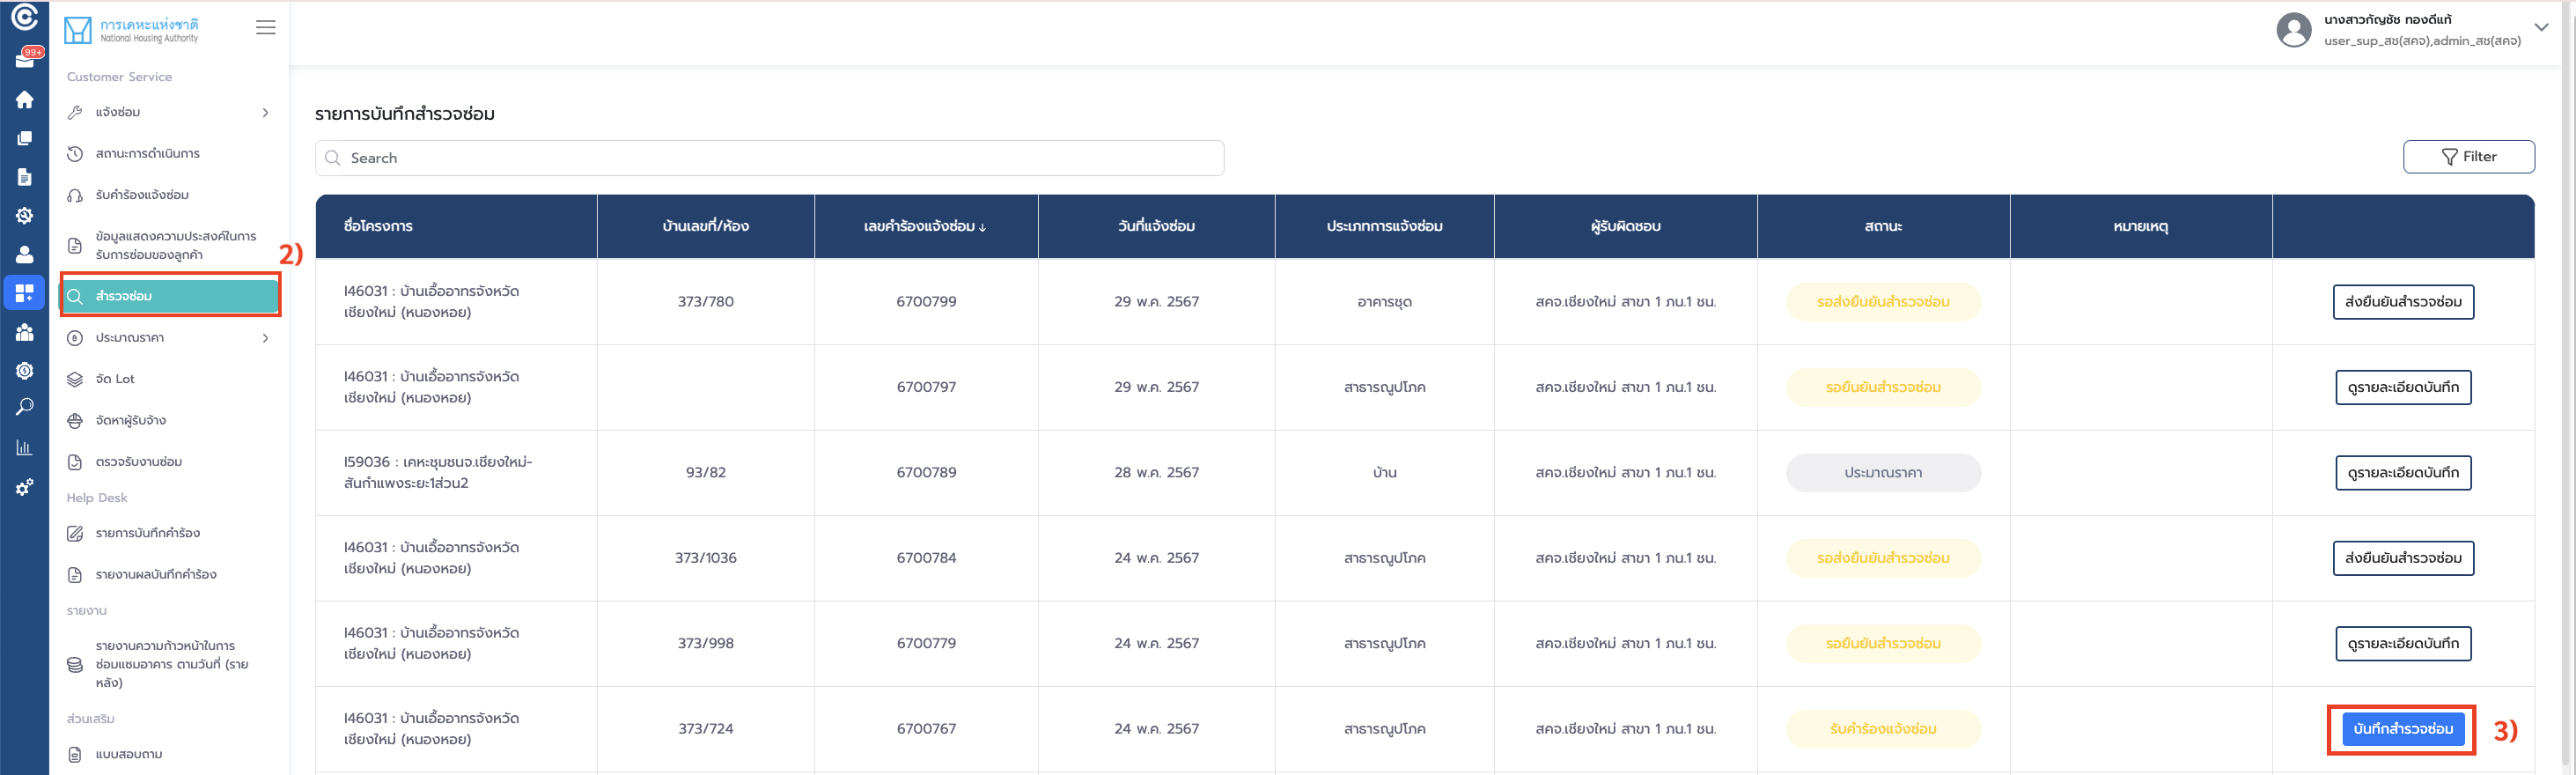 การเคหะแห่งชาติ
National Housing Authority
99+
Customer Service
แจ้งซ่อม
สถานะการดำเนินการ
รับคำร้องแจ้งซ่อม
ข้อมูลแสดงความประสงค์ในการ
รับการซ่อมของลูกค้า
2)
สำรวจซ่อม
ประมาณราคา
จัด Lot
จัดหาผู้รับจ้าง
ตรวจรับงานซ่อม
Help Desk
รายการบันทึกคำร้อง
รายงานผลบันทึกคำร้อง
รายงาน
รายงานความก้าวหน้าในการ
ซ่อมแซมอาคาร ตามวันที่ (ราย
หลัง)
ส่วนเสริม
แบบสอบถาม
นางสาวกัญชัช ทองดีแท้
user_sup_สช(สคจ),admin_สช(สคจ)
รายการบันทึกสำรวจซ่อม
Search
Filter
ชื่อโครงการ บ้านเลขที่/ห้อง เลขคำร้องแจ้งซ่อม ↓ วันที่แจ้งซ่อม ประเภทการแจ้งซ่อม ผู้รับผิดชอบ สถานะ หมายเหตุ
I46031 : บ้านเอื้ออาทรจังหวัด
เชียงใหม่ (หนองหอย)
373/780 6700799 29 พ.ค. 2567 อาคารชุด สคจ.เชียงใหม่ สาขา 1 ภน.1 ชน. รอส่งยืนยันสำรวจซ่อม ส่งยืนยันสำรวจซ่อม
I46031 : บ้านเอื้ออาทรจังหวัด
เชียงใหม่ (หนองหอย)
6700797 29 พ.ค. 2567 สาธารณูปโภค สคจ.เชียงใหม่ สาขา 1 ภน.1 ชน. รอยืนยันสำรวจซ่อม ดูรายละเอียดบันทึก
I59036 : เคหะชุมชนจ.เชียงใหม่-
สันกำแพงระยะ1ส่วน2
93/82 6700789 28 พ.ค. 2567 บ้าน สคจ.เชียงใหม่ สาขา 1 ภน.1 ชน. ประมาณราคา ดูรายละเอียดบันทึก
I46031 : บ้านเอื้ออาทรจังหวัด
เชียงใหม่ (หนองหอย)
373/1036 6700784 24 พ.ค. 2567 สาธารณูปโภค สคจ.เชียงใหม่ สาขา 1 ภน.1 ชน. รอส่งยืนยันสำรวจซ่อม ส่งยืนยันสำรวจซ่อม
I46031 : บ้านเอื้ออาทรจังหวัด
เชียงใหม่ (หนองหอย)
373/998 6700779 24 พ.ค. 2567 สาธารณูปโภค สคจ.เชียงใหม่ สาขา 1 ภน.1 ชน. รอยืนยันสำรวจซ่อม ดูรายละเอียดบันทึก
I46031 : บ้านเอื้ออาทรจังหวัด
เชียงใหม่ (หนองหอย)
373/724 6700767 24 พ.ค. 2567 สาธารณูปโภค สคจ.เชียงใหม่ สาขา 1 ภน.1 ชน. รับคำร้องแจ้งซ่อม บันทึกสำรวจซ่อม 3)